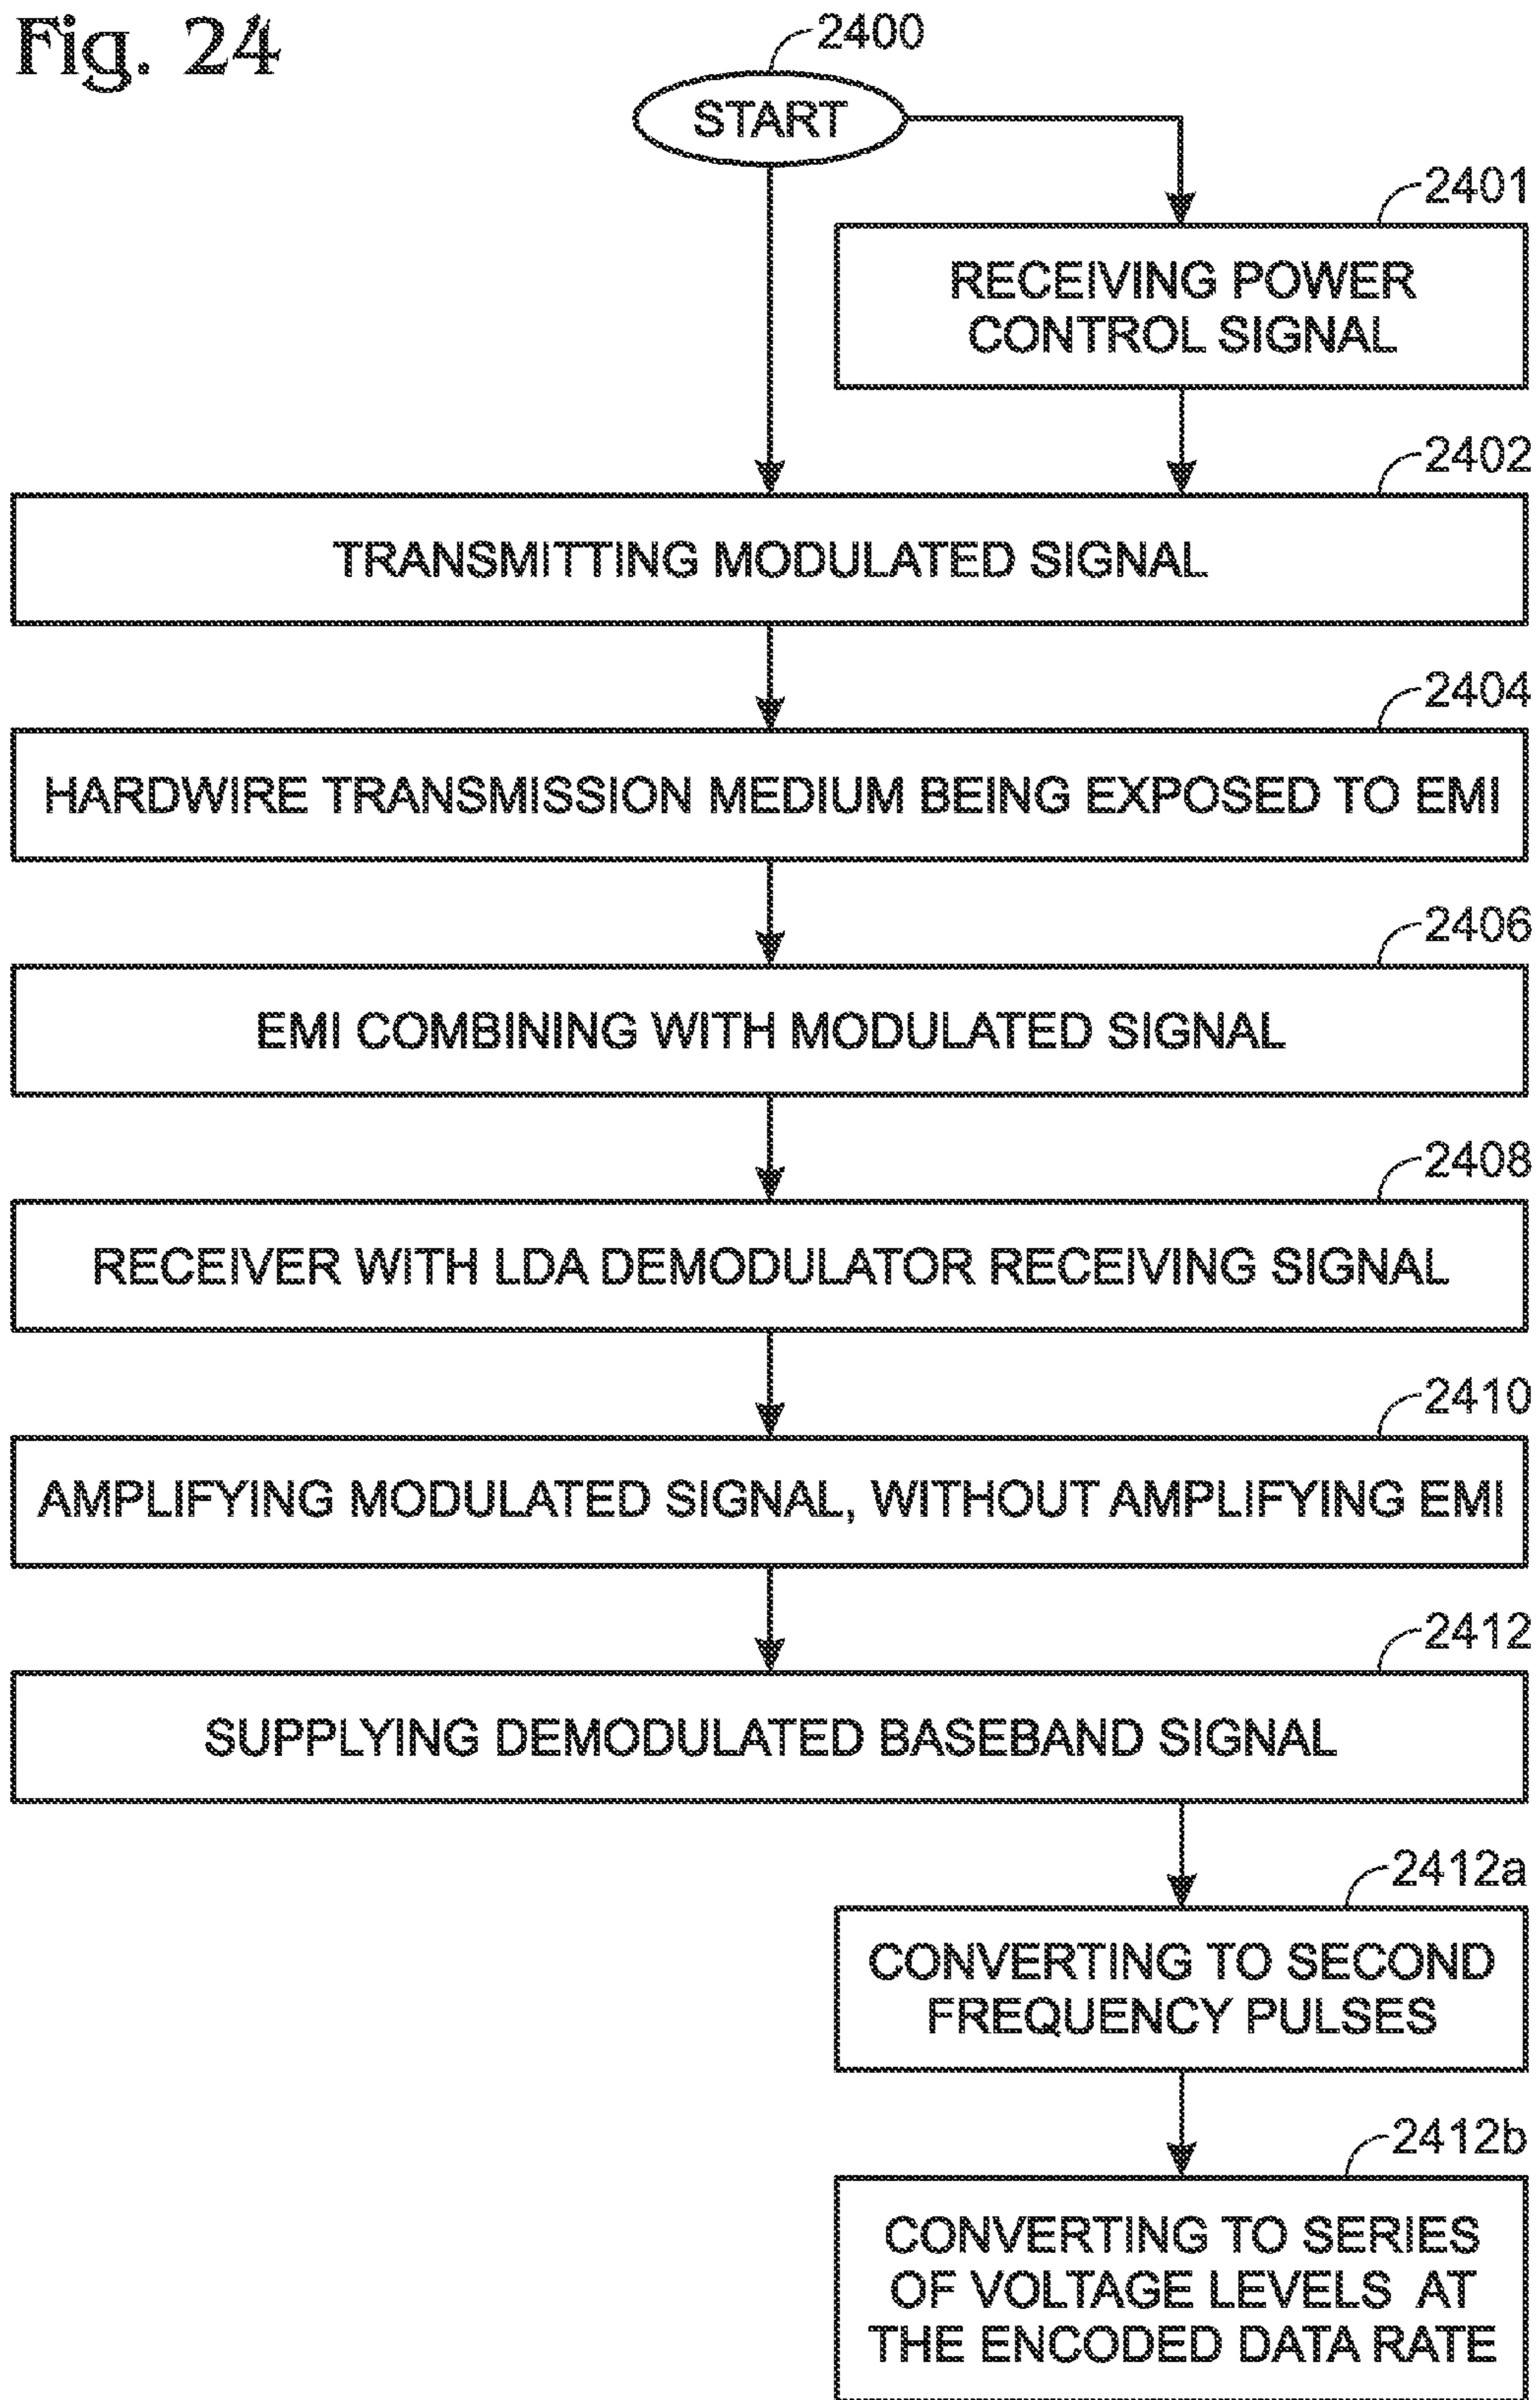 Fig. 24
2400
START
2401
RECEIVING POWER
CONTROL SIGNAL
2402
TRANSMITTING MODULATED SIGNAL
2404
HARDWIRE TRANSMISSION MEDIUM BEING EXPOSED TO EMI
2406
EMI COMBINING WITH MODULATED SIGNAL
2408
RECEIVER WITH LDA DEMODULATOR RECEIVING SIGNAL
2410
AMPLIFYING MODULATED SIGNAL, WITHOUT AMPLIFYING EMI
2412
SUPPLYING DEMODULATED BASEBAND SIGNAL
2412a
CONVERTING TO SECOND
FREQUENCY PULSES
2412b
CONVERTING TO SERIES
OF VOLTAGE LEVELS AT
THE ENCODED DATA RATE